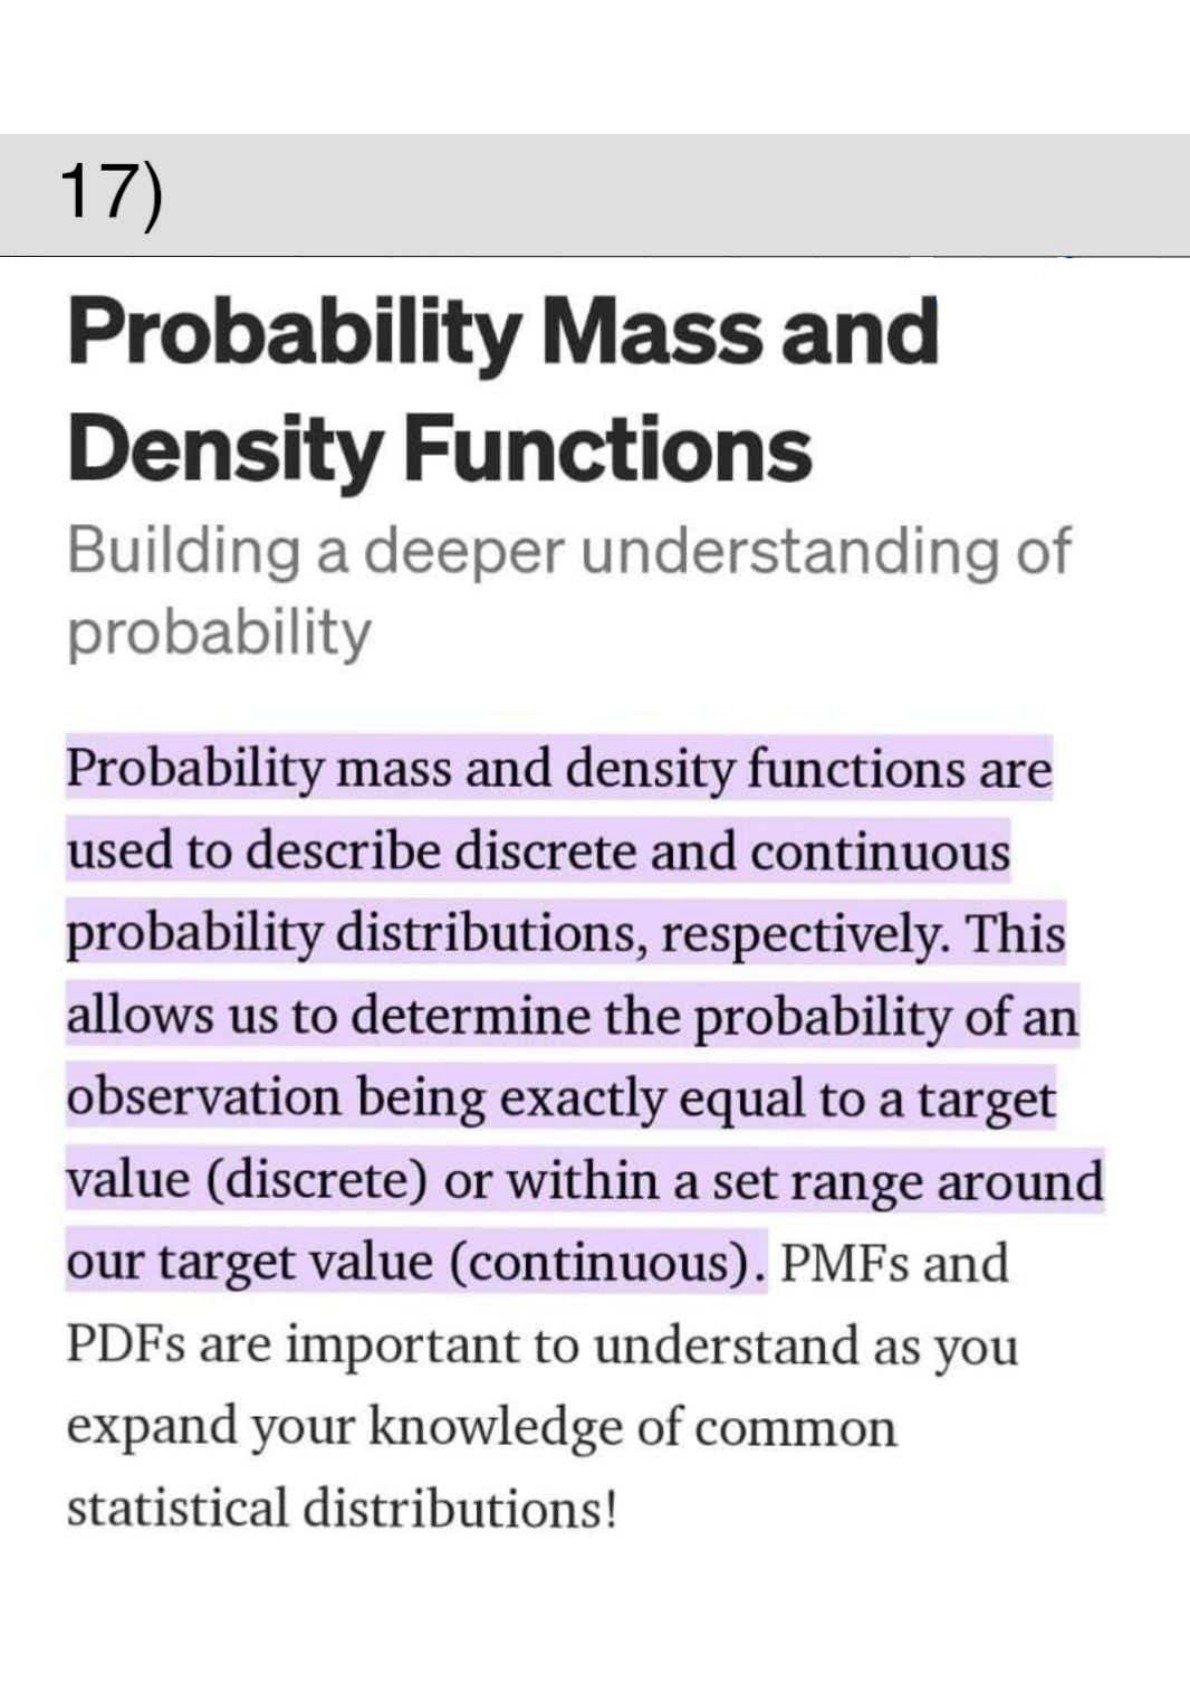 17)
Probability Mass and
Density Functions
Building a deeper understanding of
probability
Probability mass and density functions are
used to describe discrete and continuous
probability distributions, respectively. This
allows us to determine the probability of an
observation being exactly equal to a target
value (discrete) or within a set range around
our target value (continuous). PMFs and
PDFs are important to understand as you
expand your knowledge of common
statistical distributions!